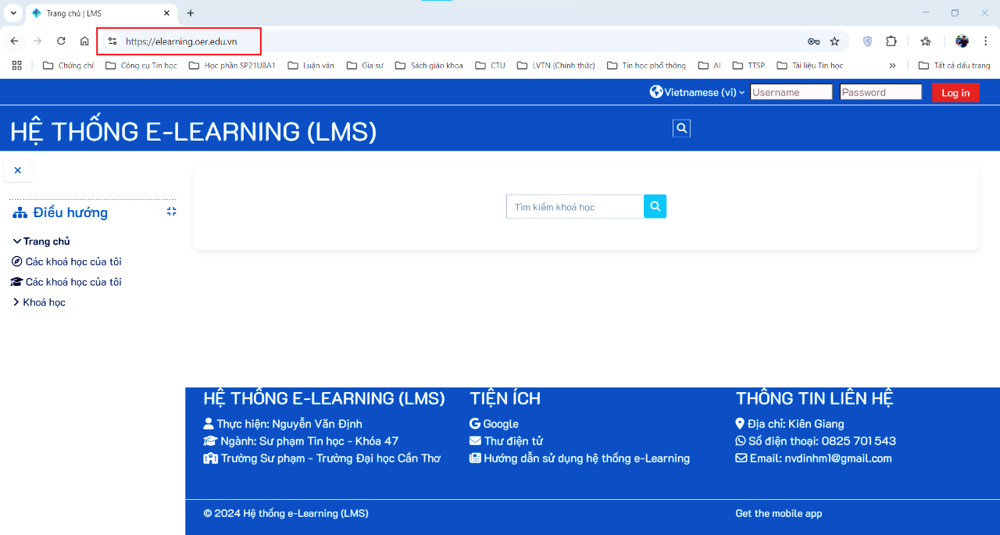 Trang chủ | LMS
https://elearning.oer.edu.vn
Chứng chỉ
Công cụ Tin học
Học phần SP21U8A1
Luận văn
Gia sư
Sách giáo khoa
CTU
LVTN (Chính thức)
Tin học phổ thông
AI
TTSP
Tài liệu Tin học
»
Tất cả dấu trang
Vietnamese (vi)
Username
Password
Log in
HỆ THỐNG E-LEARNING (LMS)
Điều hướng
Trang chủ
Các khoá học của tôi
Các khoá học của tôi
Khoá học
Tìm kiếm khoá học
HỆ THỐNG E-LEARNING (LMS)
Thực hiện: Nguyễn Văn Định
Ngành: Sư phạm Tin học - Khóa 47
Trường Sư phạm - Trường Đại học Cần Thơ
TIỆN ÍCH
Google
Thư điện tử
Hướng dẫn sử dụng hệ thống e-Learning
THÔNG TIN LIÊN HỆ
Địa chỉ: Kiên Giang
Số điện thoại: 0825 701 543
Email: nvdinhm1@gmail.com
© 2024 Hệ thống e-Learning (LMS)
Get the mobile app